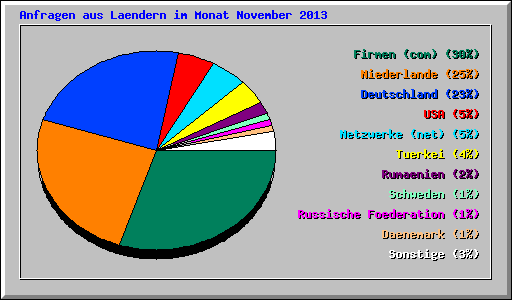 Anfragen aus Laendern im Monat November 2013
Firmen (com) (30%)
Niederlande (25%)
Deutschland (23%)
USA (5%)
Netzwerke (net) (5%)
Tuerkei (4%)
Rumaenien (2%)
Schweden (1%)
Russische Foederation (1%)
Daenemark (1%)
Sonstige (3%)